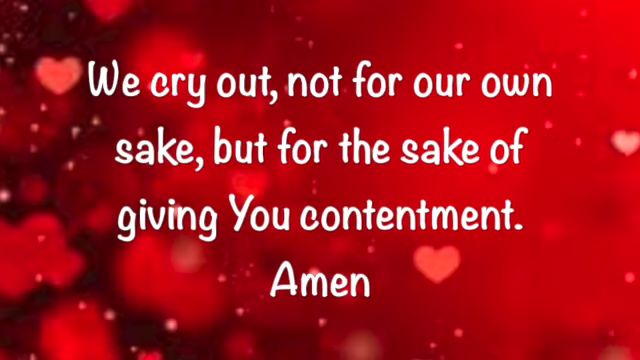 We cry out, not for our own
sake, but for the sake of
giving You contentment.
Amen